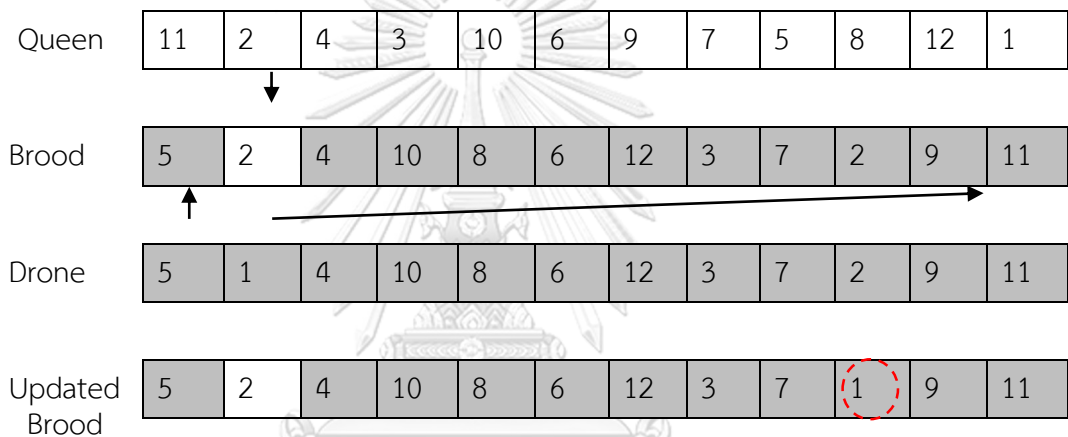 Queen 11 2 4 3 10 6 9 7 5 8 12 1
Brood 5 2 4 10 8 6 12 3 7 2 9 11
Drone 5 1 4 10 8 6 12 3 7 2 9 11
Updated 5 2 4 10 8 6 12 3 7 1 9 11
Brood